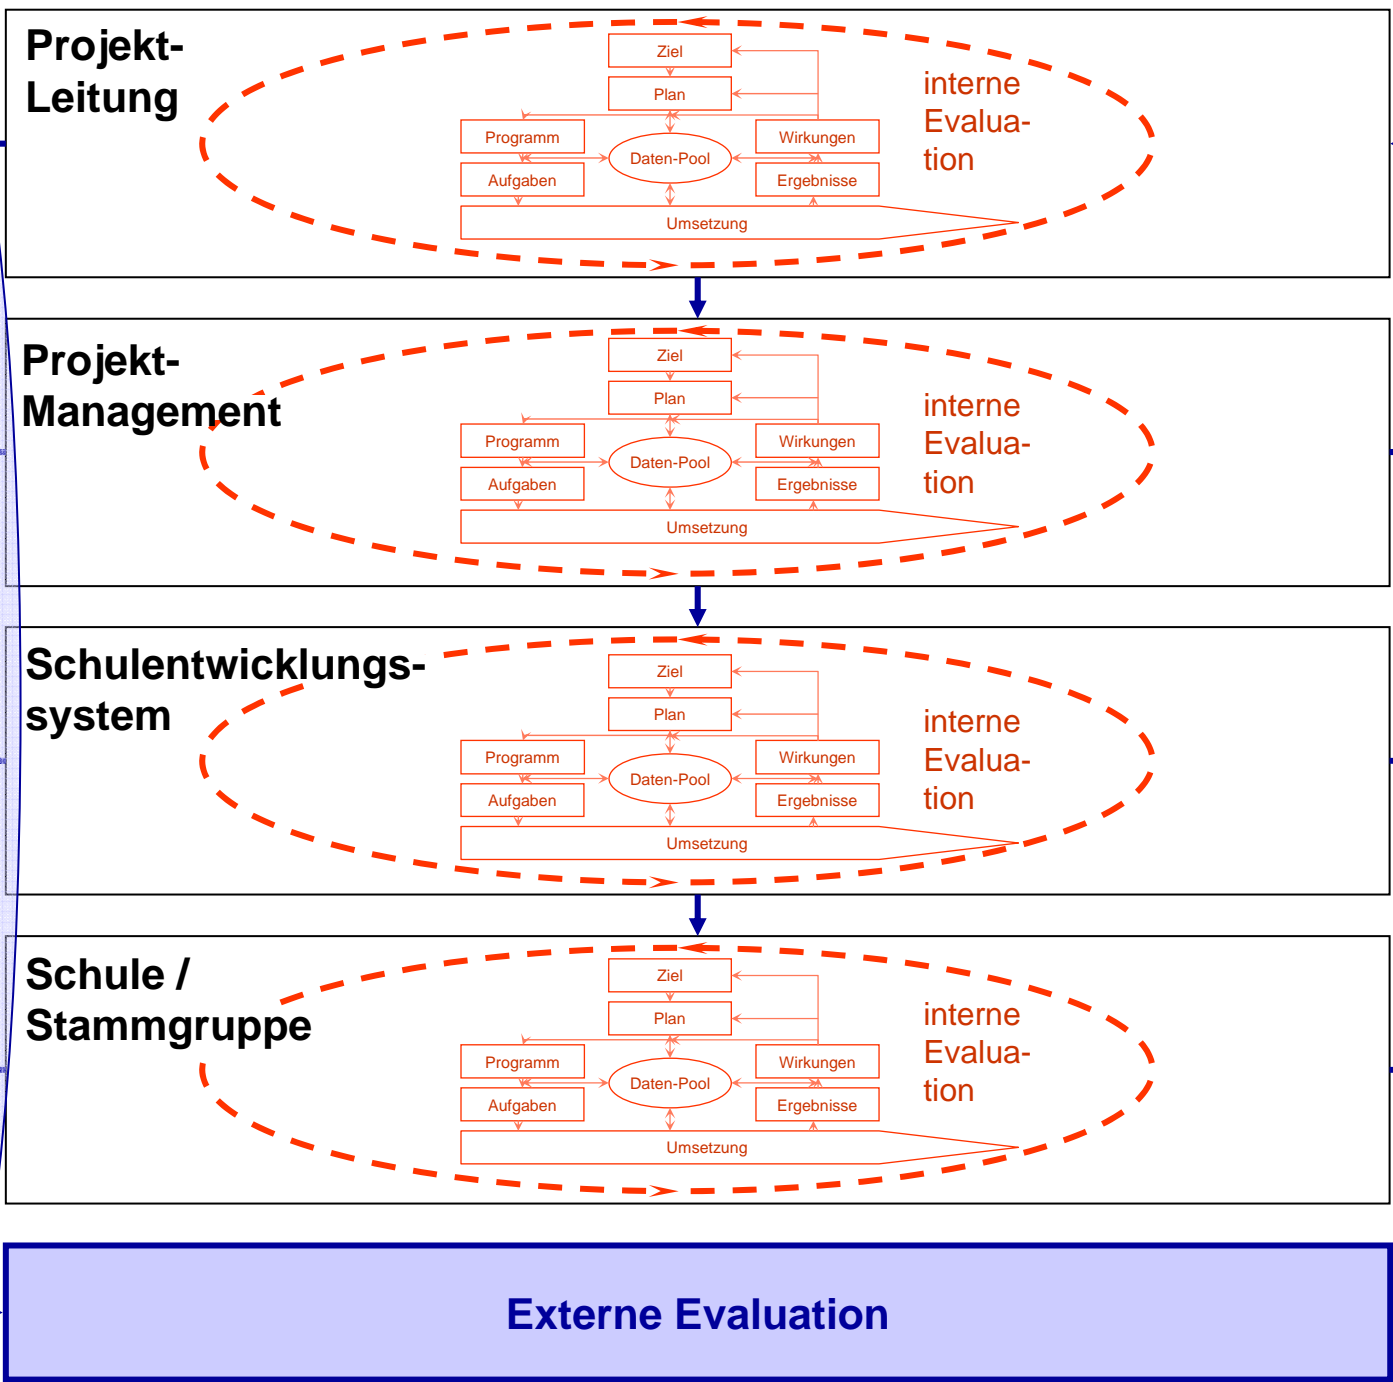 Projekt-
Leitung
Ziel
Plan
Programm
Daten-Pool
Wirkungen
Aufgaben
Ergebnisse
Umsetzung
interne
Evalua-
tion
Projekt-
Management
Ziel
Plan
Programm
Daten-Pool
Wirkungen
Aufgaben
Ergebnisse
Umsetzung
interne
Evalua-
tion
Schulentwicklungs-
system
Ziel
Plan
Programm
Daten-Pool
Wirkungen
Aufgaben
Ergebnisse
Umsetzung
interne
Evalua-
tion
Schule /
Stammgruppe
Ziel
Plan
Programm
Daten-Pool
Wirkungen
Aufgaben
Ergebnisse
Umsetzung
interne
Evalua-
tion
Externe Evaluation